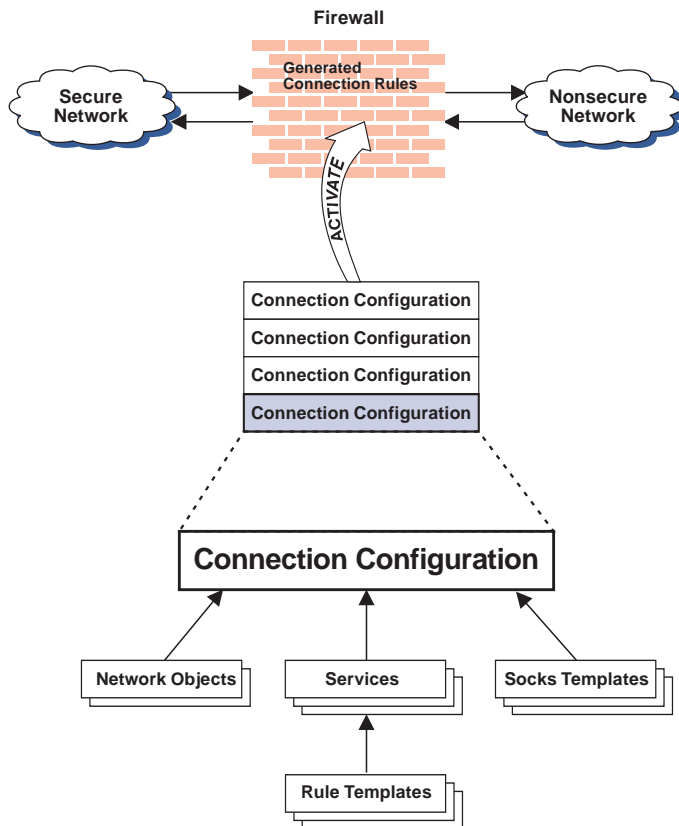 Firewall
Generated
Connection Rules
Secure
Network
Nonsecure
Network
ACTIVATE
Connection Configuration
Connection Configuration
Connection Configuration
Connection Configuration
Connection Configuration
Network Objects
Services
Socks Templates
Rule Templates